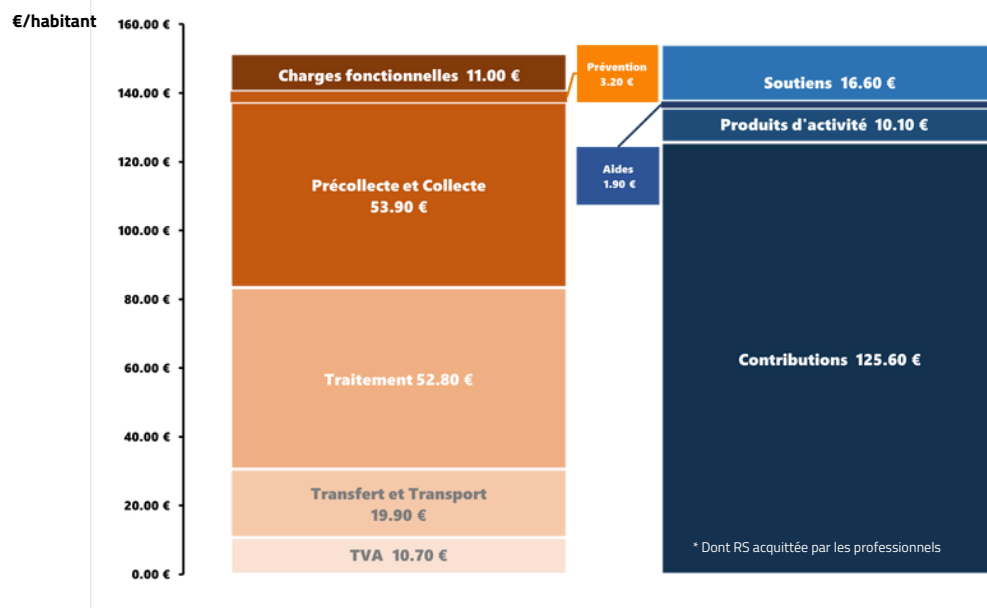 €/habitant
160.00 €
140.00 €
120.00 €
100.00 €
80.00 €
60.00 €
40.00 €
20.00 €
0.00 €
Charges fonctionnelles 11.00 €
Précollecte et Collecte
53.90 €
Traitement 52.80 €
Transfert et Transport
19.90 €
TVA 10.70 €
Prévention
3.20 €
Aides
1.90 €
Soutiens 16.60 €
Produits d'activité 10.10 €
Contributions 125.60 €
* Dont RS acquittée par les professionnels